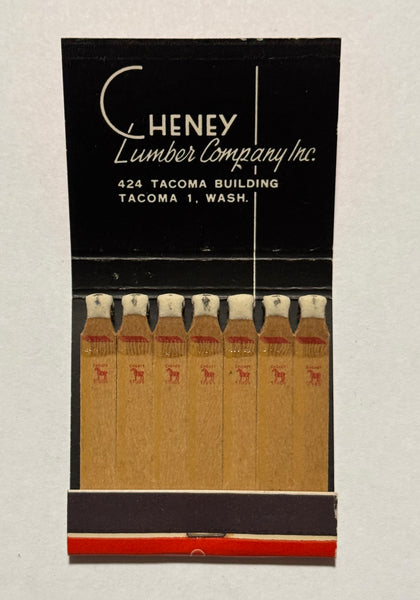 CHENEY
Lumber Company Inc.
424 TACOMA BUILDING
TACOMA 1, WASH.